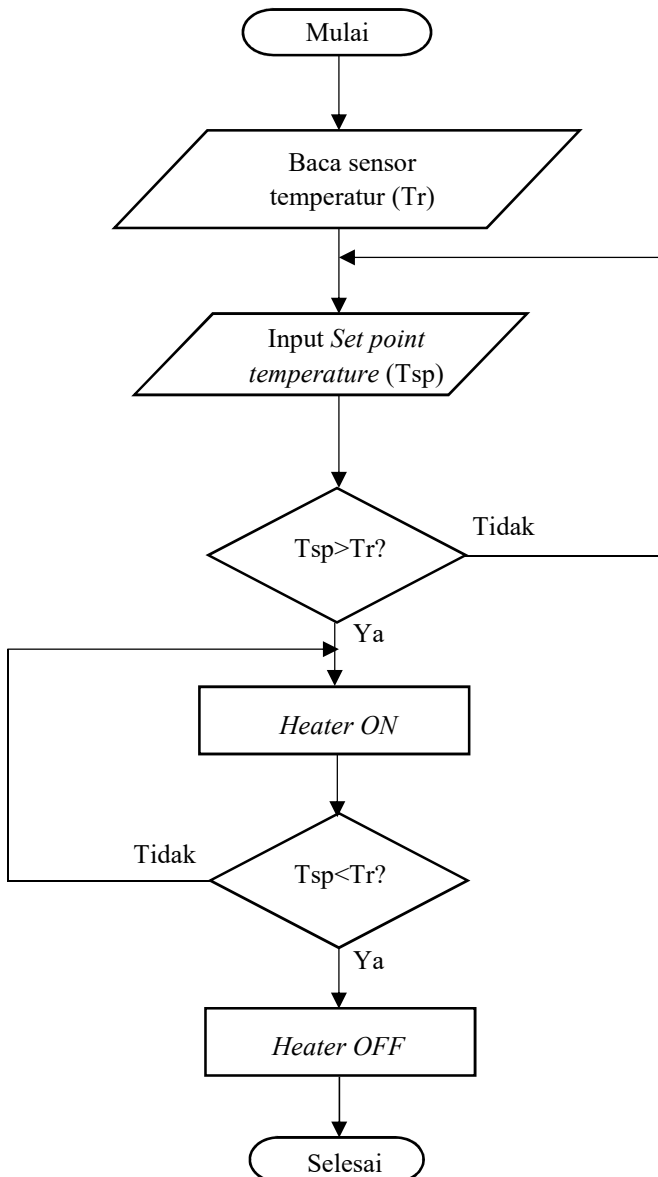 Mulai
Baca sensor
temperatur (Tr)
Input Set point
temperature (Tsp)
Tsp>Tr?
Tidak
Ya
Heater ON
Tidak
Tsp<Tr?
Ya
Heater OFF
Selesai